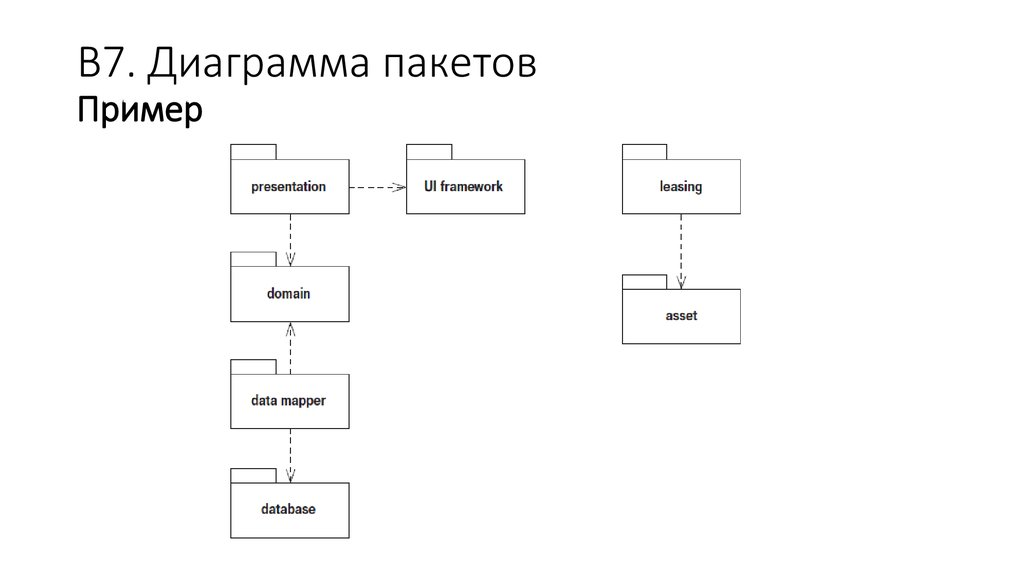 В7. Диаграмма пакетов
Пример
presentation
UI framework
leasing
domain
asset
data mapper
database